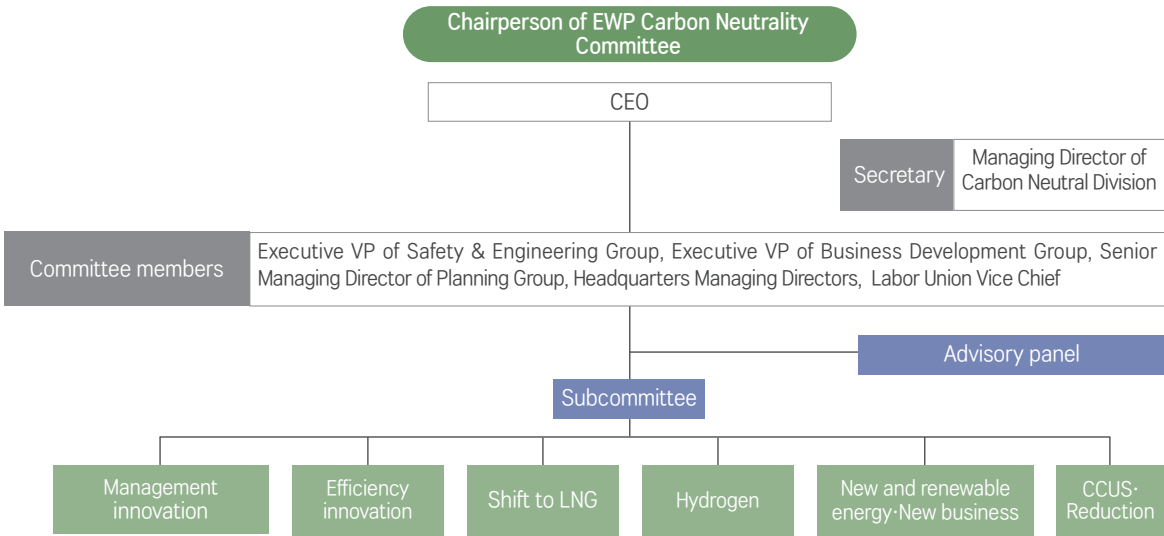 Chairperson of EWP Carbon Neutrality
Committee
CEO
Secretary
Managing Director of
Carbon Neutral Division
Committee members
Executive VP of Safety & Engineering Group, Executive VP of Business Development Group, Senior
Managing Director of Planning Group, Headquarters Managing Directors, Labor Union Vice Chief
Advisory panel
Subcommittee
Management
innovation
Efficiency
innovation
Shift to LNG
Hydrogen
New and renewable
energy·New business
CCUS·
Reduction